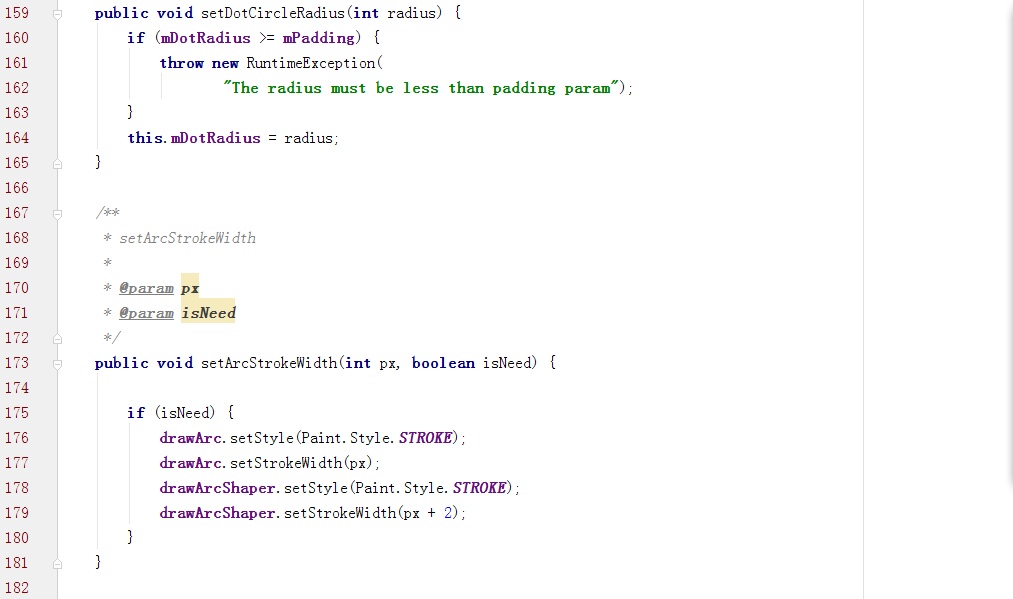 159 public void setDotCircleRadius(int radius) {
160 if (mDotRadius >= mPadding) {
161 throw new RuntimeException(
162 "The radius must be less than padding param");
163 }
164 this.mDotRadius = radius;
165 }
166
167 /**
168 * setArcStrokeWidth
169 *
170 * @param px
171 * @param isNeed
172 */
173 public void setArcStrokeWidth(int px, boolean isNeed) {
174
175 if (isNeed) {
176 drawArc.setStyle(Paint.Style.STROKE);
177 drawArc.setStrokeWidth(px);
178 drawArcShaper.setStyle(Paint.Style.STROKE);
179 drawArcShaper.setStrokeWidth(px + 2);
180 }
181 }
182